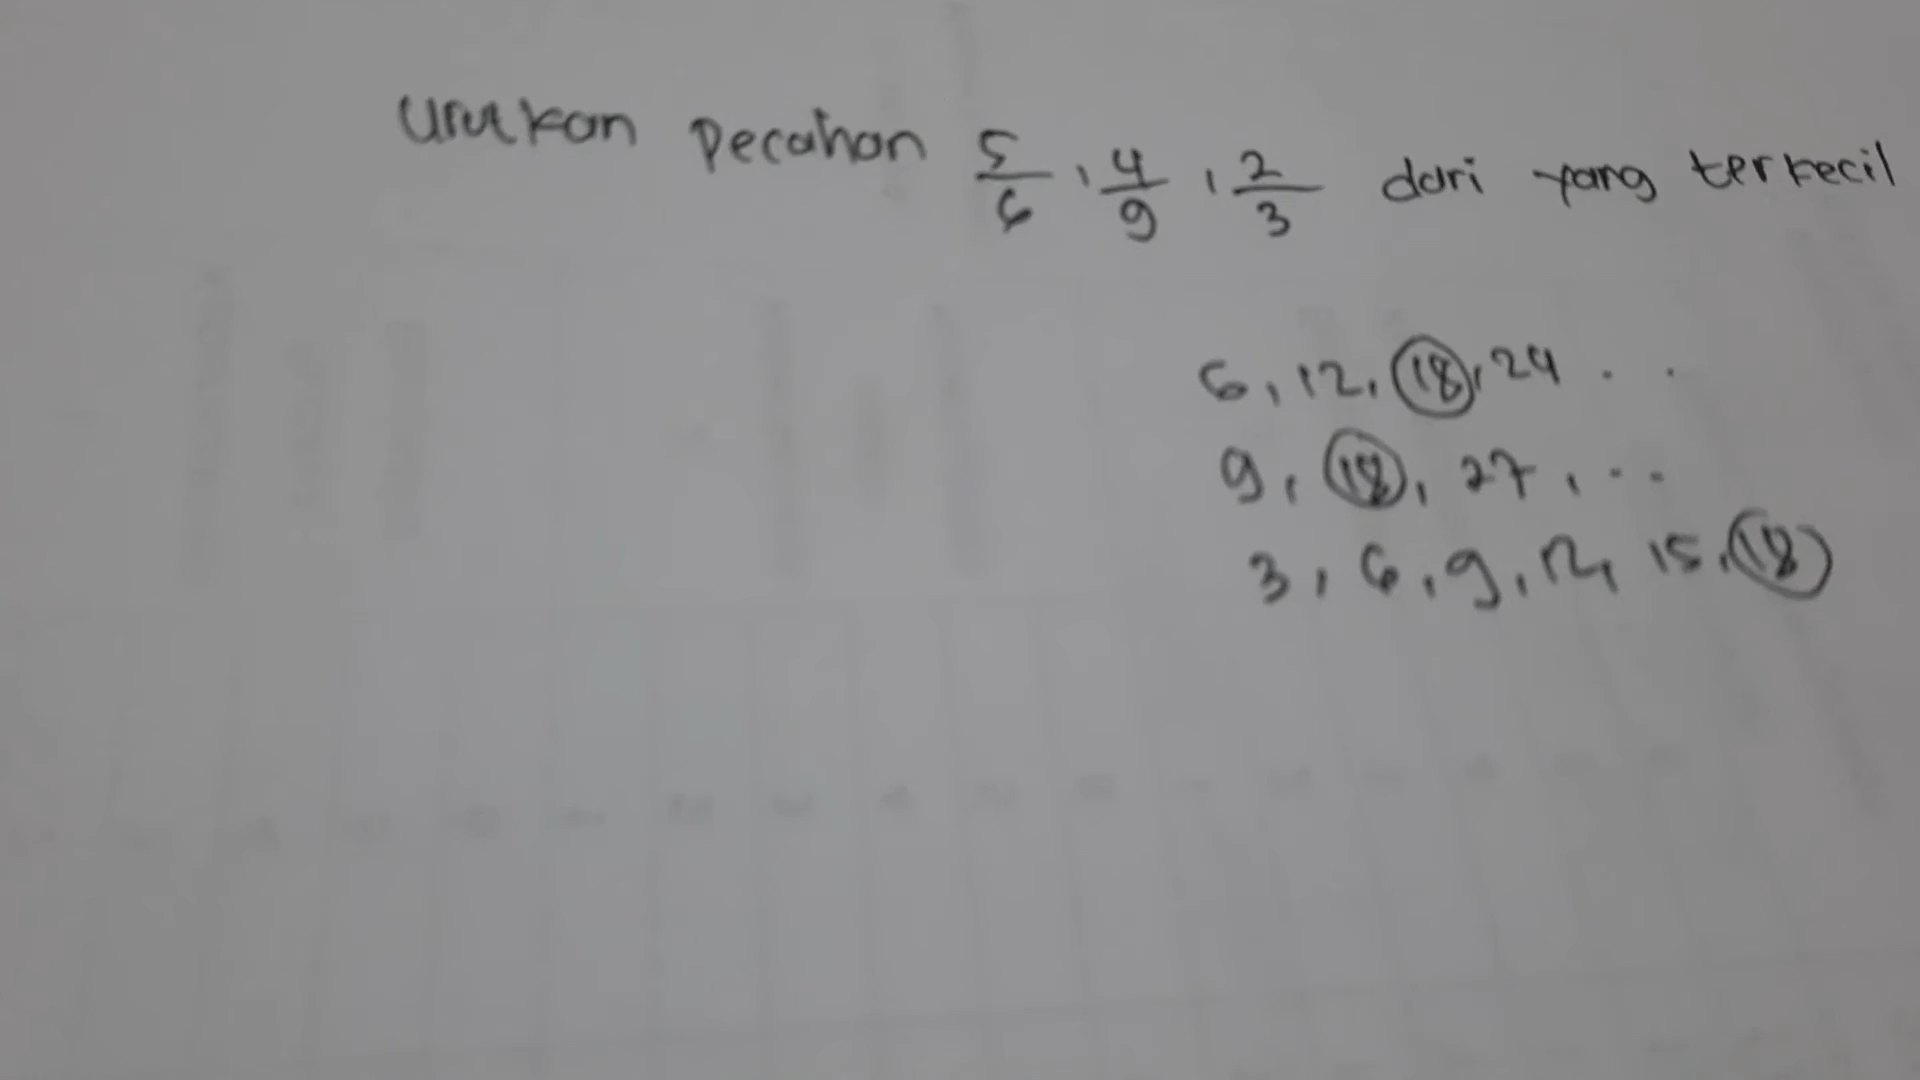 Urutkan pecahan 5/6, 4/9, 2/3 dari yang terkecil
6, 12, 18, 24 . .
9, 18, 27, ...
3, 6, 9, 12, 15, 18